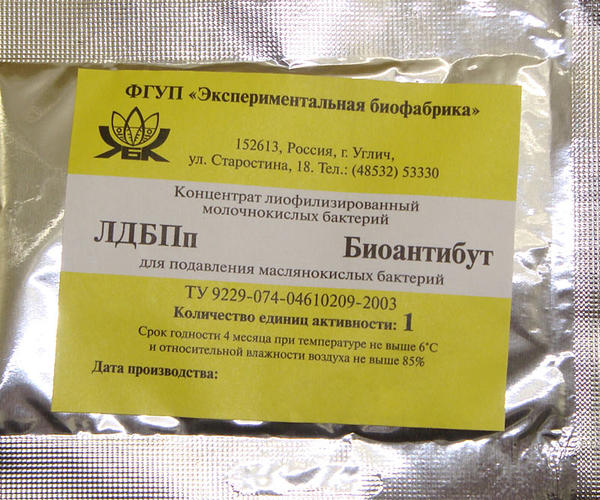 ФГУП «Экспериментальная биофабрика»
152613, Россия, г. Углич,
ул. Старостина, 18. Тел.: (48532) 53330
Концентрат лиофилизированный
молочнокислых бактерий
ЛДБПп Биоантибут
для подавления маслянокислых бактерий
ТУ 9229-074-04610209-2003
Количество единиц активности: 1
Срок годности 4 месяца при температуре не выше 6°С
и относительной влажности воздуха не выше 85%
Дата производства: